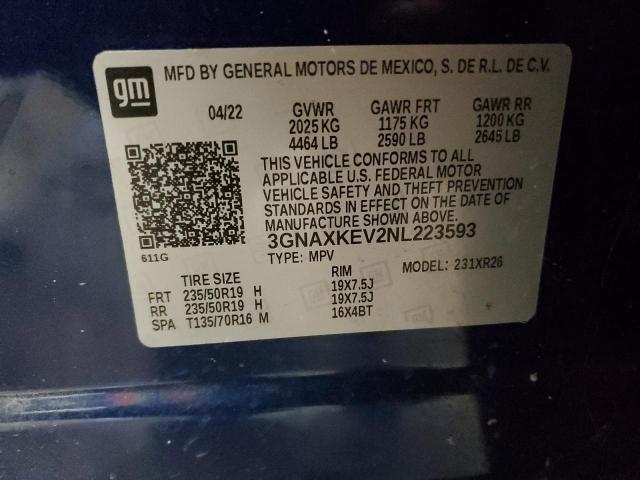 gm
MFD BY GENERAL MOTORS DE MEXICO, S. DE R.L. DE C.V.
04/22 GVWR GAWR FRT GAWR RR
2025 KG 1175 KG 1200 KG
4464 LB 2590 LB 2645 LB
THIS VEHICLE CONFORMS TO ALL
APPLICABLE U.S. FEDERAL MOTOR
VEHICLE SAFETY AND THEFT PREVENTION
STANDARDS IN EFFECT ON THE DATE OF
MANUFACTURE SHOWN ABOVE.
3GNAXKEV2NL223593
611G
TYPE: MPV MODEL: 231XR26
TIRE SIZE RIM
FRT 235/50R19 H 19X7.5J
RR 235/50R19 H 19X7.5J
SPA T135/70R16 M 16X4BT